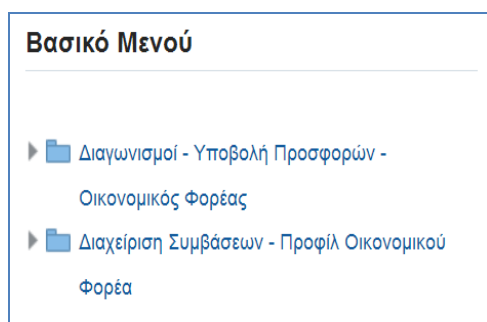 Βασικό Μενού
Διαγωνισμοί - Υποβολή Προσφορών -
Οικονομικός Φορέας
Διαχείριση Συμβάσεων - Προφίλ Οικονομικού
Φορέα